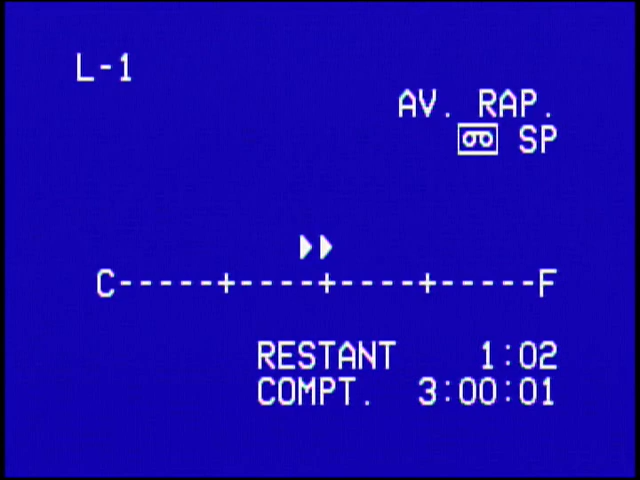 L-1
AV. RAP.
SP
C-----+----+----+-----F
RESTANT 1:02
COMPT. 3:00:01